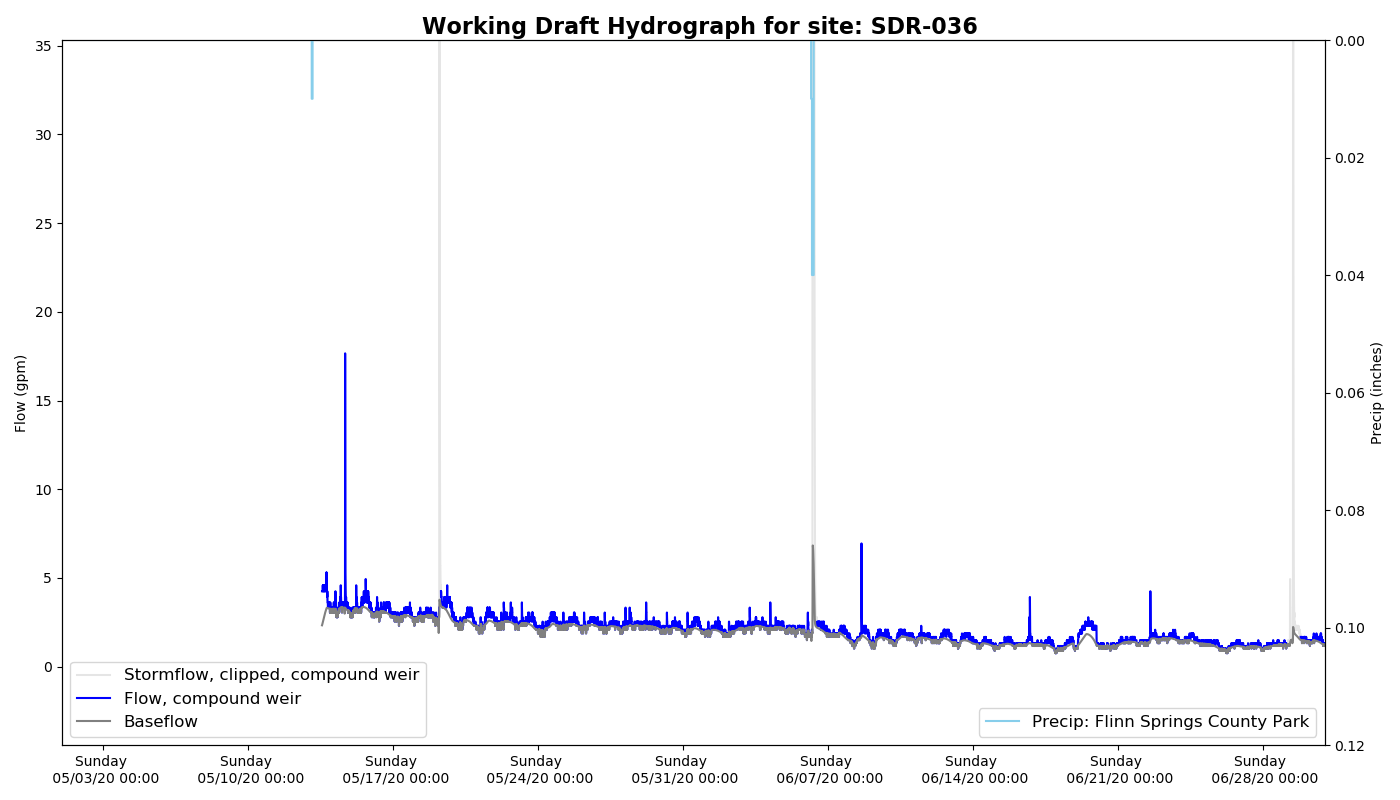 Working Draft Hydrograph for site: SDR-036
35
30
25
20
15
10
5
0
Flow (gpm)
0.00
0.02
0.04
0.06
0.08
0.10
0.12
Precip (inches)
Stormflow, clipped, compound weir
Flow, compound weir
Baseflow
Precip: Flinn Springs County Park
Sunday
05/03/20 00:00
Sunday
05/10/20 00:00
Sunday
05/17/20 00:00
Sunday
05/24/20 00:00
Sunday
05/31/20 00:00
Sunday
06/07/20 00:00
Sunday
06/14/20 00:00
Sunday
06/21/20 00:00
Sunday
06/28/20 00:00